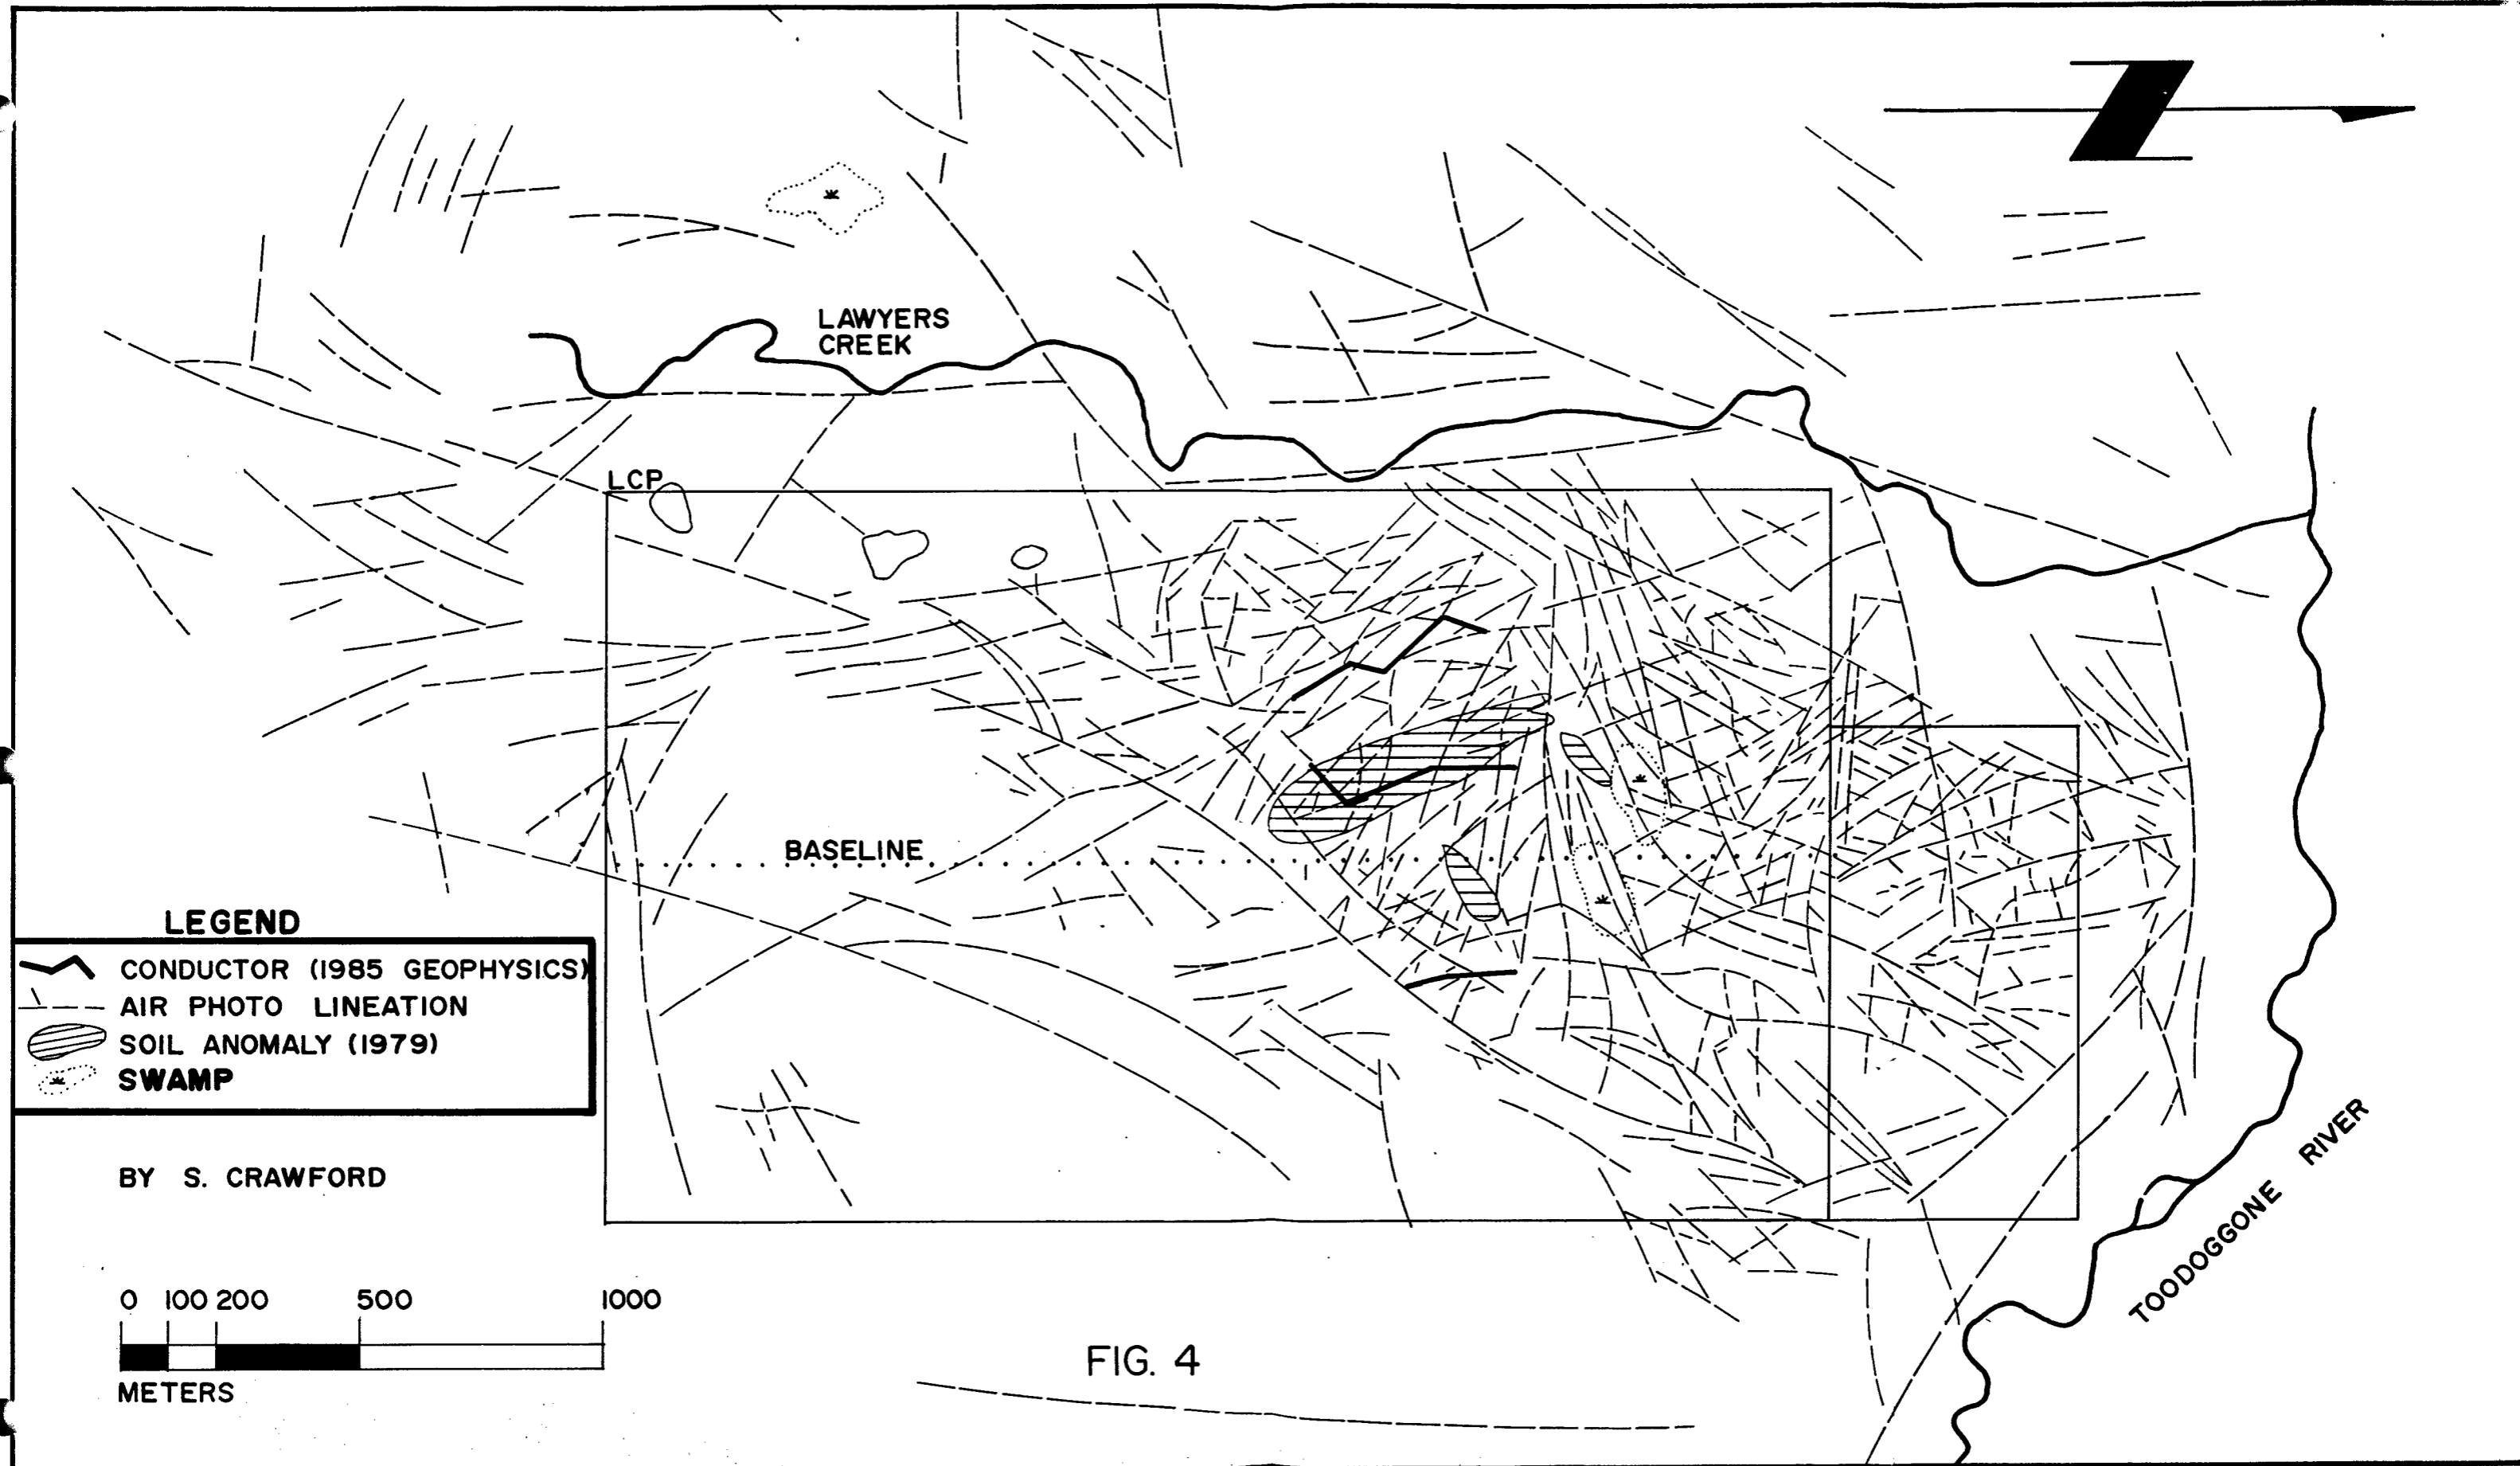 LAWYERS
CREEK
LCP
BASELINE
LEGEND
CONDUCTOR (1985 GEOPHYSICS)
AIR PHOTO LINEATION
SOIL ANOMALY (1979)
SWAMP
BY S. CRAWFORD
0 100 200 500 1000
METERS
FIG. 4
TOODOGGONE RIVER